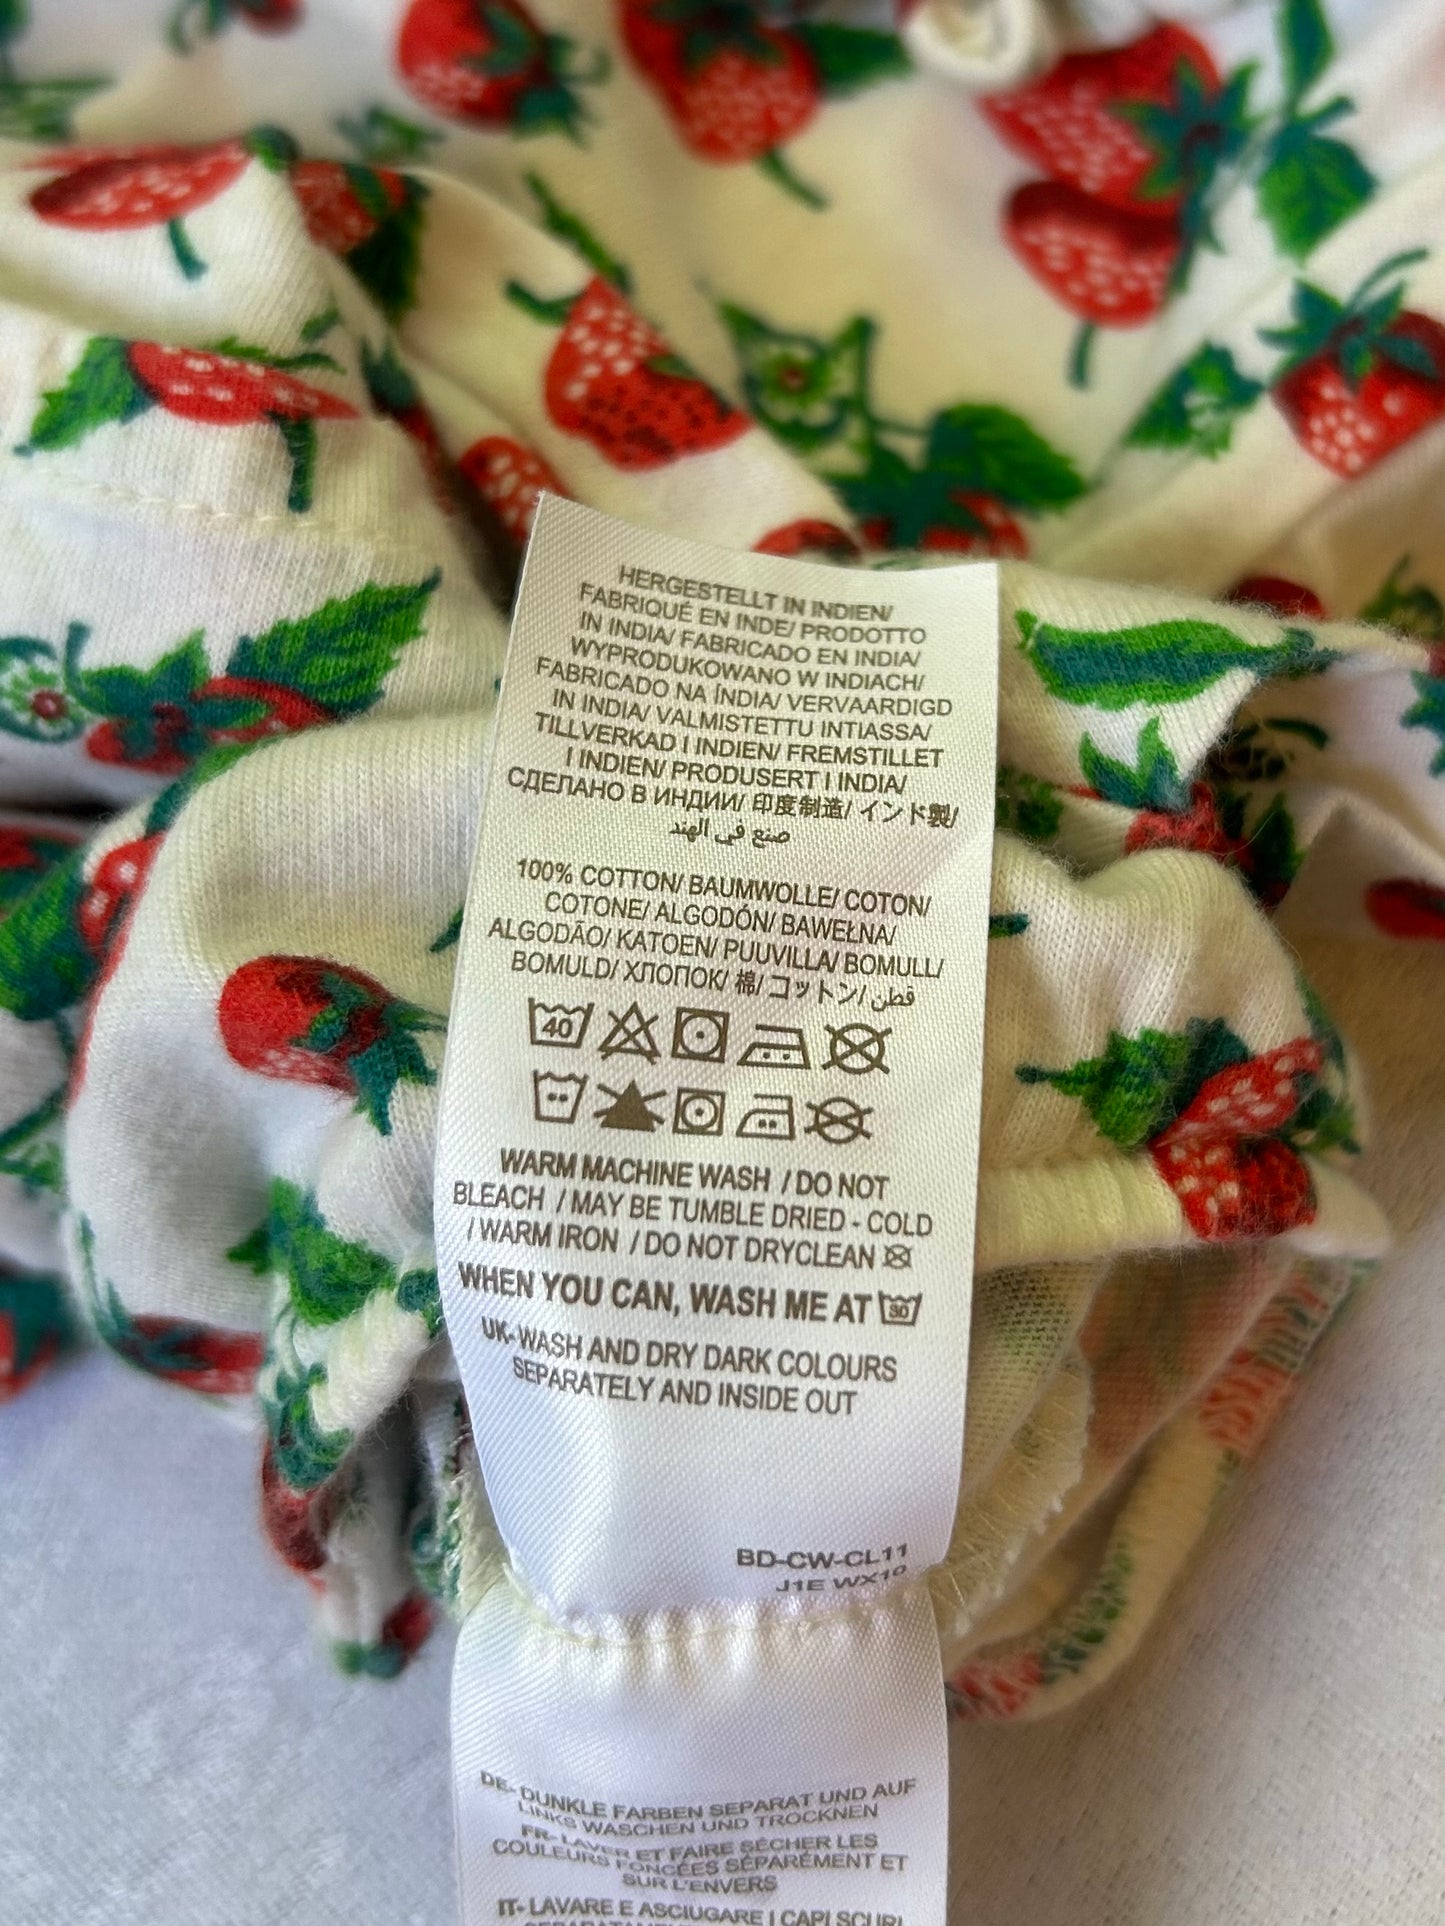 HERGESTELLT IN INDIEN/
FABRIQUÉ EN INDE/ PRODOTTO
IN INDIA/ FABRICADO EN INDIA/
WYPRODUKOWANO W INDIACH/
FABRICADO NA ÍNDIA/ VERVAARDIGD
IN INDIA/ VALMISTETTU INTIASSA/
TILLVERKAD I INDIEN/ FREMSTILLET
I INDIEN/ PRODUSERT I INDIA/
СДЕЛАНО В ИНДИИ/ 印度制造/ インド製/
صنع في الهند
100% COTTON/ BAUMWOLLE/ COTON/
COTONE/ ALGODÓN/ BAWEŁNA/
ALGODÃO/ KATOEN/ PUUVILLA/ BOMULL/
BOMULD/ ХЛОПОК/ 棉/ コットン/ قطن
40
WARM MACHINE WASH / DO NOT
BLEACH / MAY BE TUMBLE DRIED - COLD
/ WARM IRON / DO NOT DRYCLEAN
WHEN YOU CAN, WASH ME AT 30
UK- WASH AND DRY DARK COLOURS
SEPARATELY AND INSIDE OUT
BD-CW-CL11
J1E WX10
DE- DUNKLE FARBEN SEPARAT UND AUF
LINKS WASCHEN UND TROCKNEN
FR- LAVER ET FAIRE SÉCHER LES
COULEURS FONCÉES SÉPARÉMENT ET
SUR L'ENVERS
IT- LAVARE E ASCIUGARE I CAPI SCURI